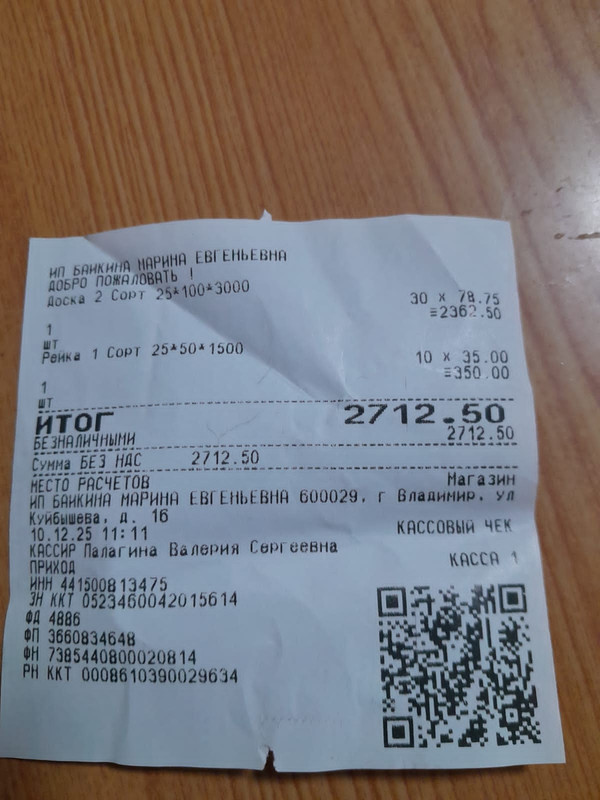 ИП БАИКИНА МАРИНА ЕВГЕНЬЕВНА
ДОБРО ПОЖАЛОВАТЬ !
Доска 2 Сорт 25*100*3000
30 x 78.75
≡2362.50
1
шт
Рейка 1 Сорт 25*50*1500
10 x 35.00
≡350.00
1
шт
ИТОГ 2712.50
БЕЗНАЛИЧНЫМИ 2712.50
Сумма БЕЗ НДС 2712.50
МЕСТО РАСЧЕТОВ Магазин
ИП БАИКИНА МАРИНА ЕВГЕНЬЕВНА 600029, г Владимир, ул
Куйбышева, д. 16
10.12.25 11:11 КАССОВЫЙ ЧЕК
КАССИР Палагина Валерия Сергеевна
ПРИХОД КАССА 1
ИНН 441500813475
ЗН ККТ 0523460042015614
ФД 4886
ФП 3660834648
ФН 7385440800020814
РН ККТ 0008610390029634